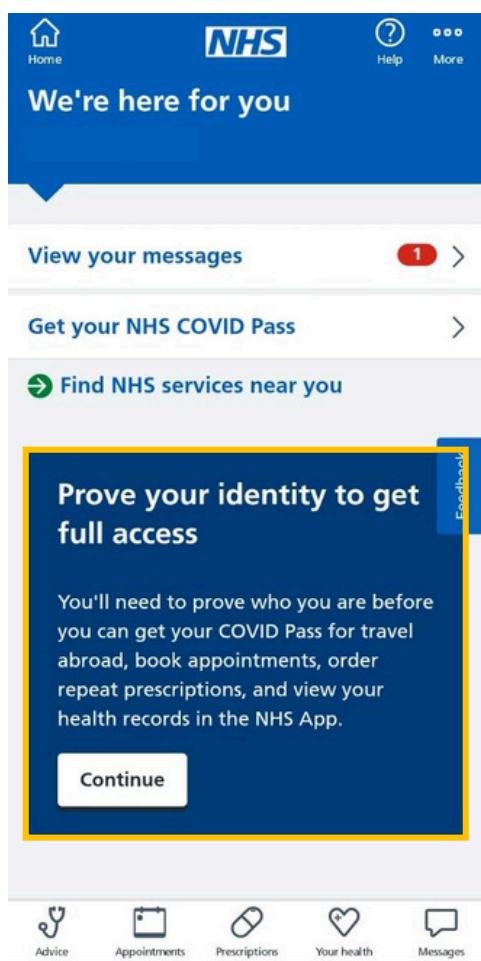 NHS
Home
Help
More
We're here for you
View your messages
1
Get your NHS COVID Pass
Find NHS services near you
Feedback
Prove your identity to get
full access
You'll need to prove who you are before
you can get your COVID Pass for travel
abroad, book appointments, order
repeat prescriptions, and view your
health records in the NHS App.
Continue
Advice
Appointments
Prescriptions
Your health
Messages